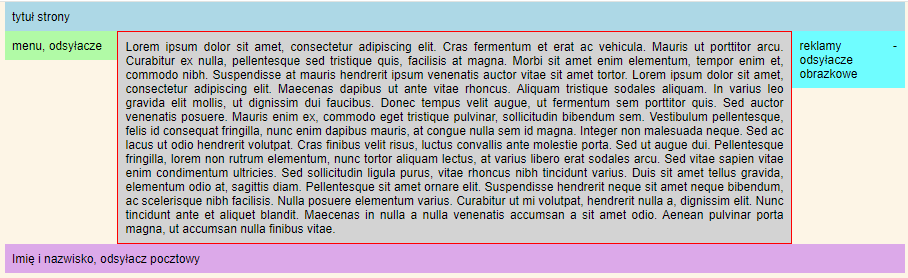 tytuł strony
menu, odsyłacze
Lorem ipsum dolor sit amet, consectetur adipiscing elit. Cras fermentum et erat ac vehicula. Mauris ut porttitor arcu.
Curabitur ex nulla, pellentesque sed tristique quis, facilisis at magna. Morbi sit amet enim elementum, tempor enim et,
commodo nibh. Suspendisse at mauris hendrerit ipsum venenatis auctor vitae sit amet tortor. Lorem ipsum dolor sit amet,
consectetur adipiscing elit. Maecenas dapibus ut ante vitae rhoncus. Aliquam tristique sodales aliquam. In varius leo
gravida elit mollis, ut dignissim dui faucibus. Donec tempus velit augue, ut fermentum sem porttitor quis. Sed auctor
venenatis posuere. Mauris enim ex, commodo eget tristique pulvinar, sollicitudin bibendum sem. Vestibulum pellentesque,
felis id consequat fringilla, nunc enim dapibus mauris, at congue nulla sem id magna. Integer non malesuada neque. Sed ac
lacus ut odio hendrerit volutpat. Cras finibus velit risus, luctus convallis ante molestie porta. Sed ut augue dui. Pellentesque
fringilla, lorem non rutrum elementum, nunc tortor aliquam lectus, at varius libero erat sodales arcu. Sed vitae sapien vitae
enim condimentum ultricies. Sed sollicitudin ligula purus, vitae rhoncus nibh tincidunt varius. Duis sit amet tellus gravida,
elementum odio at, sagittis diam. Pellentesque sit amet ornare elit. Suspendisse hendrerit neque sit amet neque bibendum,
ac scelerisque nibh facilisis. Nulla posuere elementum varius. Curabitur ut mi volutpat, hendrerit nulla a, dignissim elit. Nunc
tincidunt ante et aliquet blandit. Maecenas in nulla a nulla venenatis accumsan a sit amet odio. Aenean pulvinar porta
magna, ut accumsan nulla finibus vitae.
reklamy -
odsyłacze
obrazkowe
Imię i nazwisko, odsyłacz pocztowy